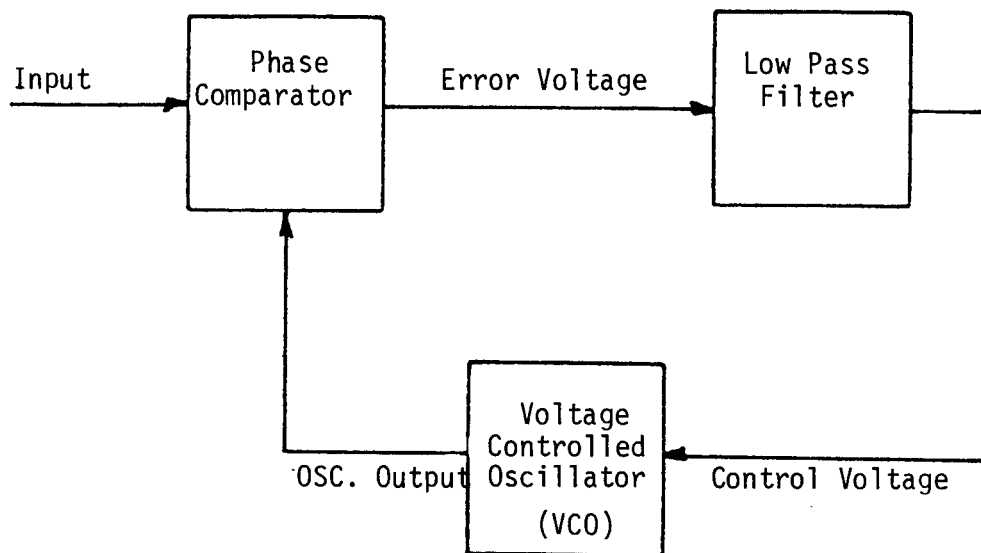 Input
Phase
Comparator
Error Voltage
Low Pass
Filter
OSC. Output
Voltage
Controlled
Oscillator
(VCO)
Control Voltage